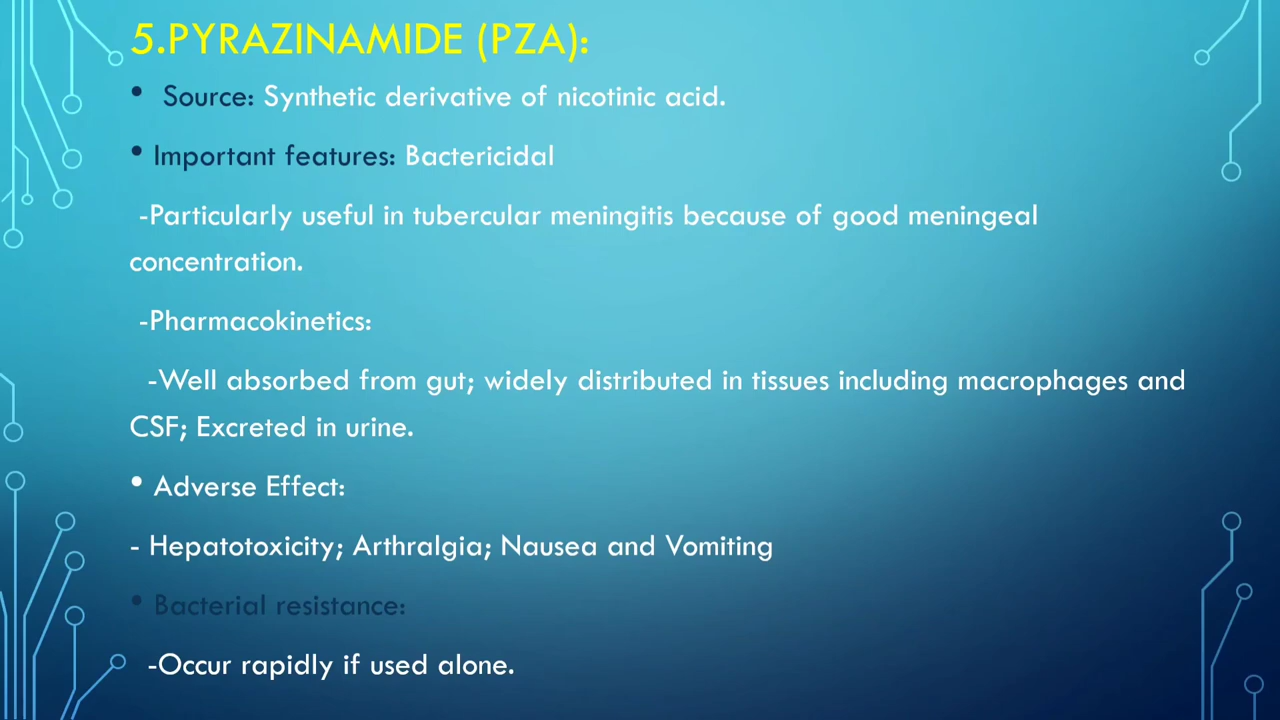 5.PYRAZINAMIDE (PZA):
• Source: Synthetic derivative of nicotinic acid.
• Important features: Bactericidal
-Particularly useful in tubercular meningitis because of good meningeal
concentration.
-Pharmacokinetics:
-Well absorbed from gut; widely distributed in tissues including macrophages and
CSF; Excreted in urine.
• Adverse Effect:
- Hepatotoxicity; Arthralgia; Nausea and Vomiting
• Bacterial resistance:
-Occur rapidly if used alone.